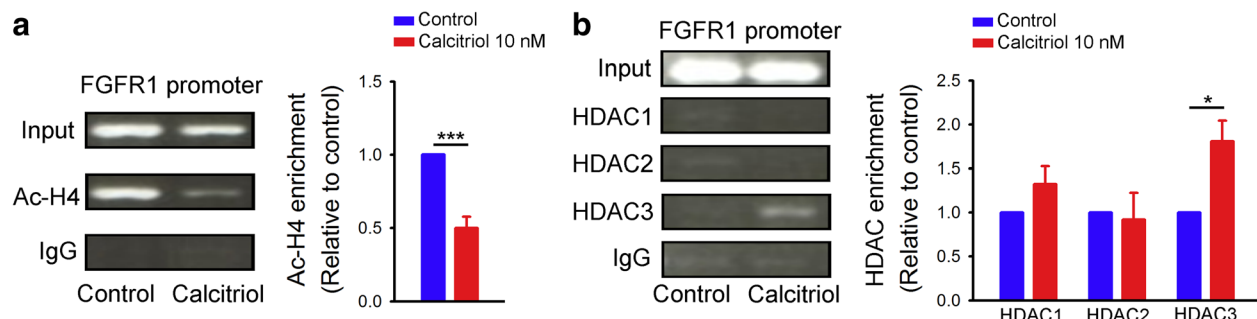 a
FGFR1 promoter
Input
Ac-H4
IgG
Control Calcitriol
Control
Calcitriol 10 nM
Ac-H4 enrichment
(Relative to control)
1.5
1.0
0.5
0.0
***
b
FGFR1 promoter
Input
HDAC1
HDAC2
HDAC3
IgG
Control Calcitriol
Control
Calcitriol 10 nM
HDAC enrichment
(Relative to control)
2.5
2.0
1.5
1.0
0.5
0.0
*
HDAC1 HDAC2 HDAC3